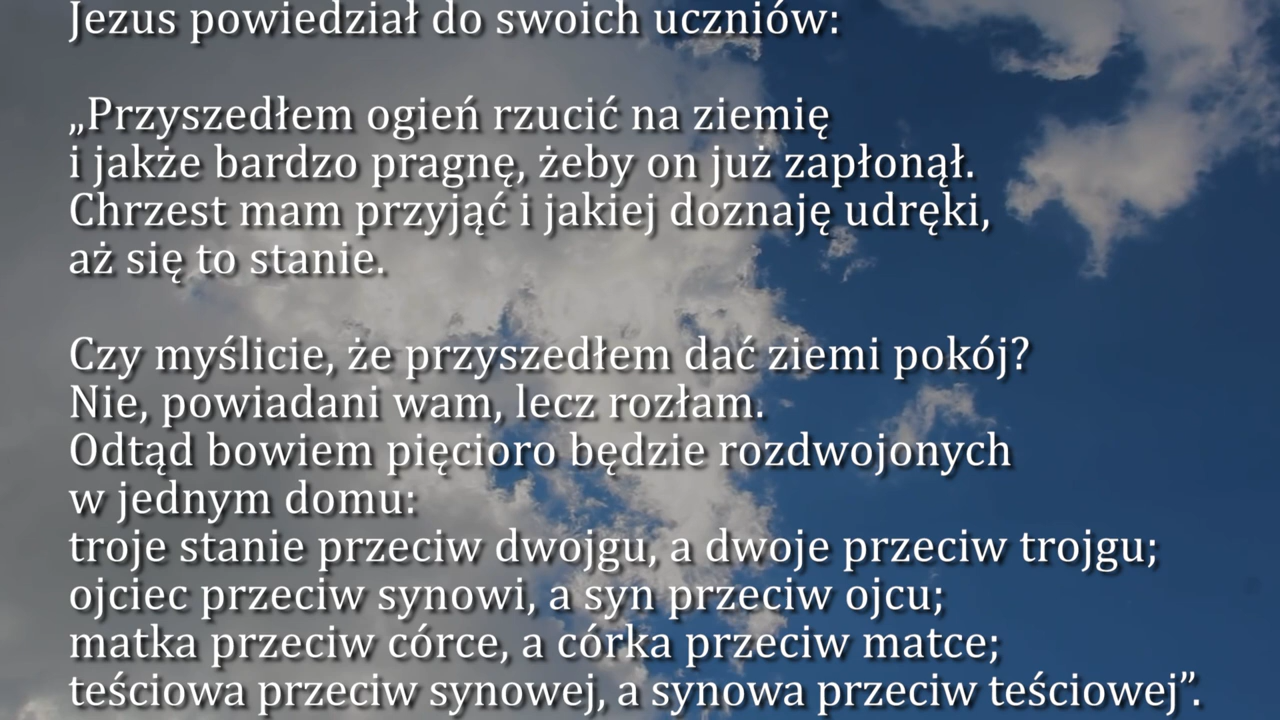 Jezus powiedział do swoich uczniów:
„Przyszedłem ogień rzucić na ziemię
i jakże bardzo pragnę, żeby on już zapłonął.
Chrzest mam przyjąć i jakiej doznaję udręki,
aż się to stanie.
Czy myślicie, że przyszedłem dać ziemi pokój?
Nie, powiadani wam, lecz rozłam.
Odtąd bowiem pięcioro będzie rozdwojonych
w jednym domu:
troje stanie przeciw dwojgu, a dwoje przeciw trojgu;
ojciec przeciw synowi, a syn przeciw ojcu;
matka przeciw córce, a córka przeciw matce;
teściowa przeciw synowej, a synowa przeciw teściowej”.